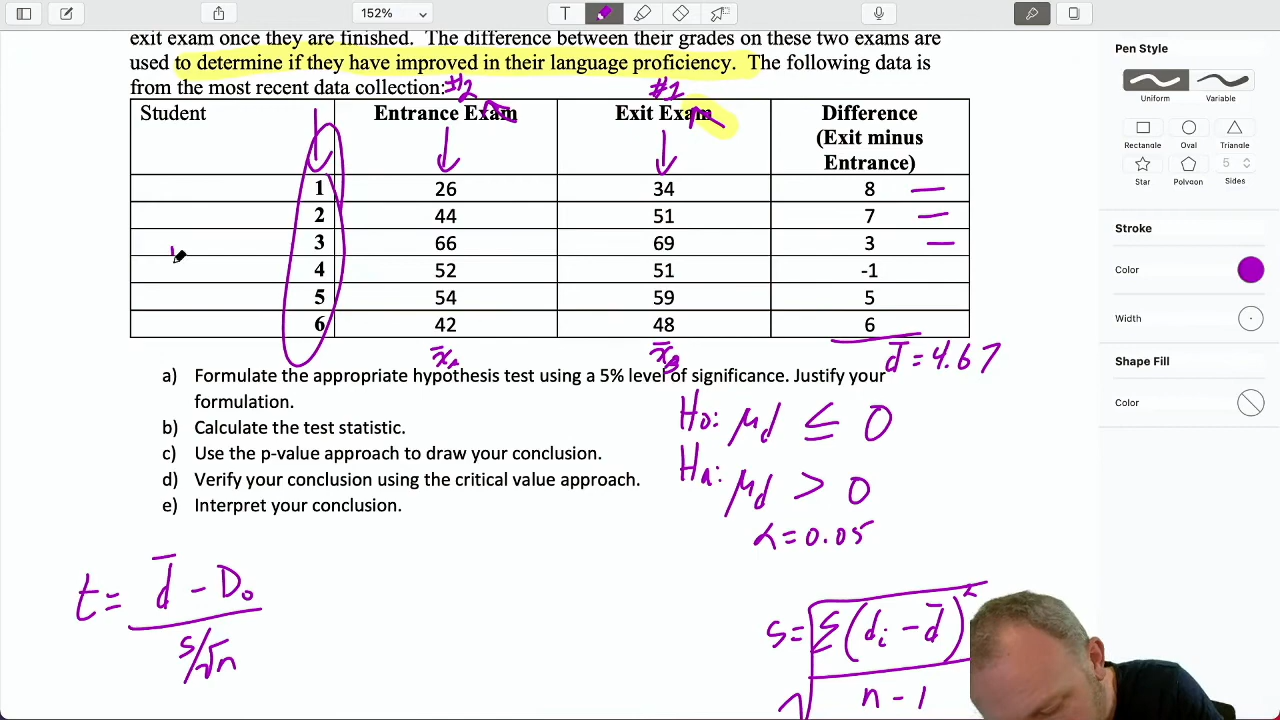 152%
T
exit exam once they are finished. The difference between their grades on these two exams are
used to determine if they have improved in their language proficiency. The following data is
from the most recent data collection:
#2 #1
Student Entrance Exam Exit Exam Difference
(Exit minus
Entrance)
1 26 34 8
2 44 51 7
3 66 69 3
4 52 51 -1
5 54 59 5
6 42 48 6
x̄A x̄B d̄ = 4.67
a) Formulate the appropriate hypothesis test using a 5% level of significance. Justify your
formulation.
b) Calculate the test statistic.
c) Use the p-value approach to draw your conclusion.
d) Verify your conclusion using the critical value approach.
e) Interpret your conclusion.
Ho: μd ≤ 0
Ha: μd > 0
α = 0.05
t = (d̄ - D₀) / (s/√n)
s = √(Σ(di - d̄)² / (n - 1))
Pen Style
Uniform Variable
Rectangle Oval Triangle
Star Polygon 5 Sides
Stroke
Color
Width
Shape Fill
Color